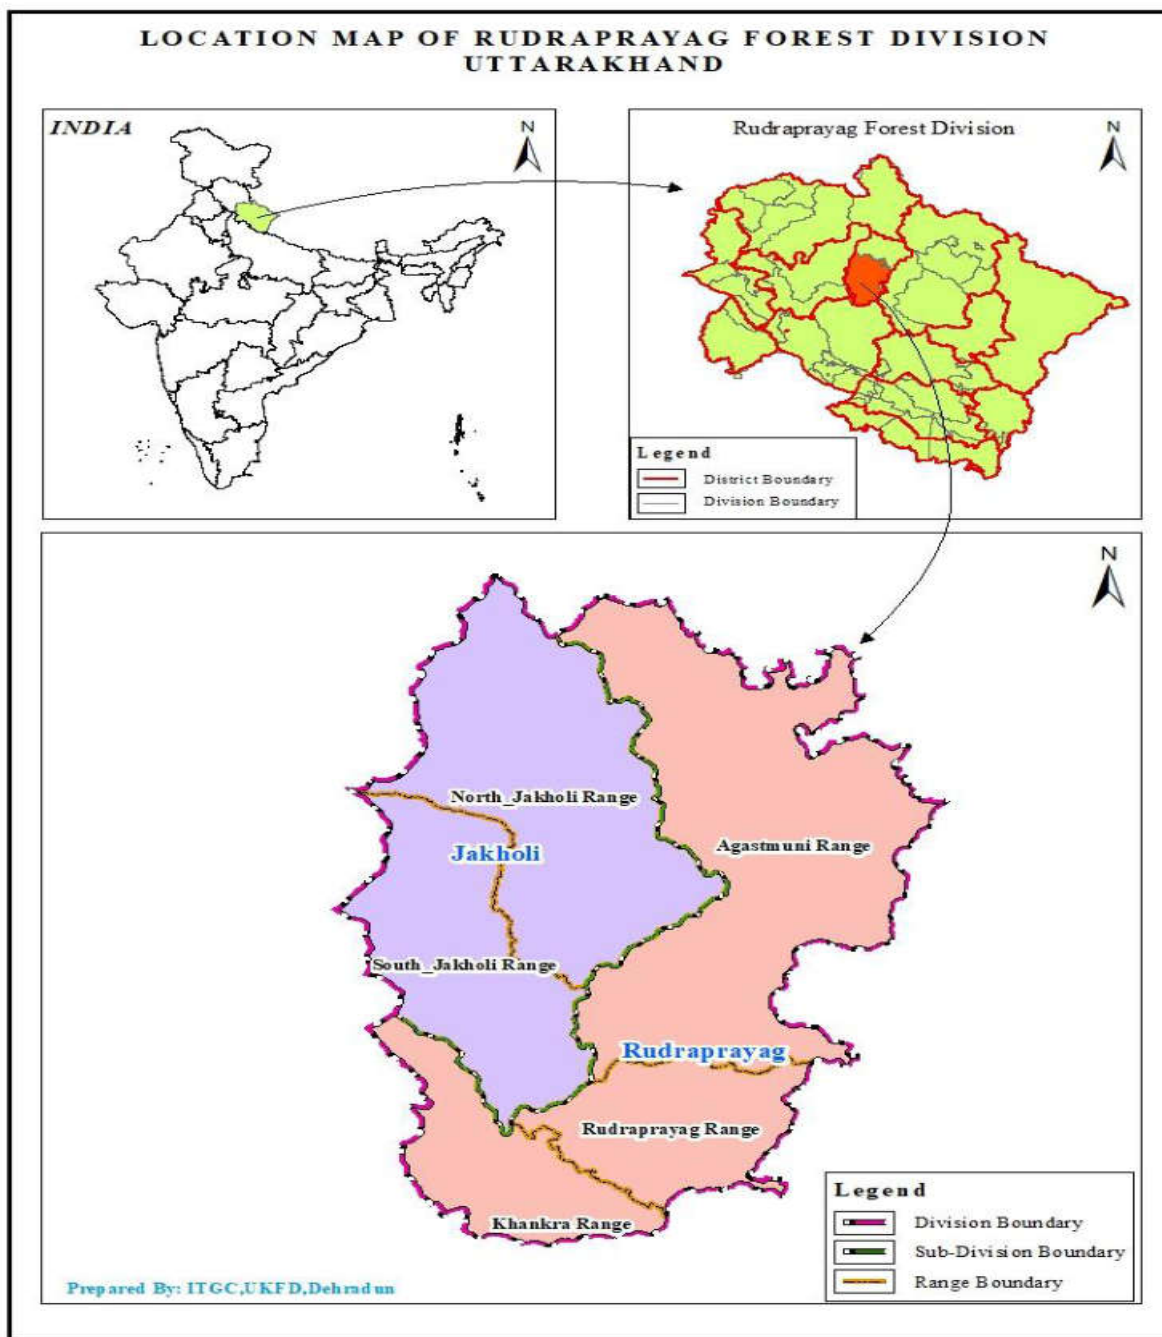 LOCATION MAP OF RUDRAPRAYAG FOREST DIVISION
UTTARAKHAND
INDIA
N
Rudraprayag Forest Division
N
Legend
District Boundary
Division Boundary
N
North_Jakholi Range
Jakholi
Agastmuni Range
South_Jakholi Range
Rudraprayag
Rudraprayag Range
Khankra Range
Legend
Division Boundary
Sub-Division Boundary
Range Boundary
Prepared By: ITGC,UKFD,Dehradun